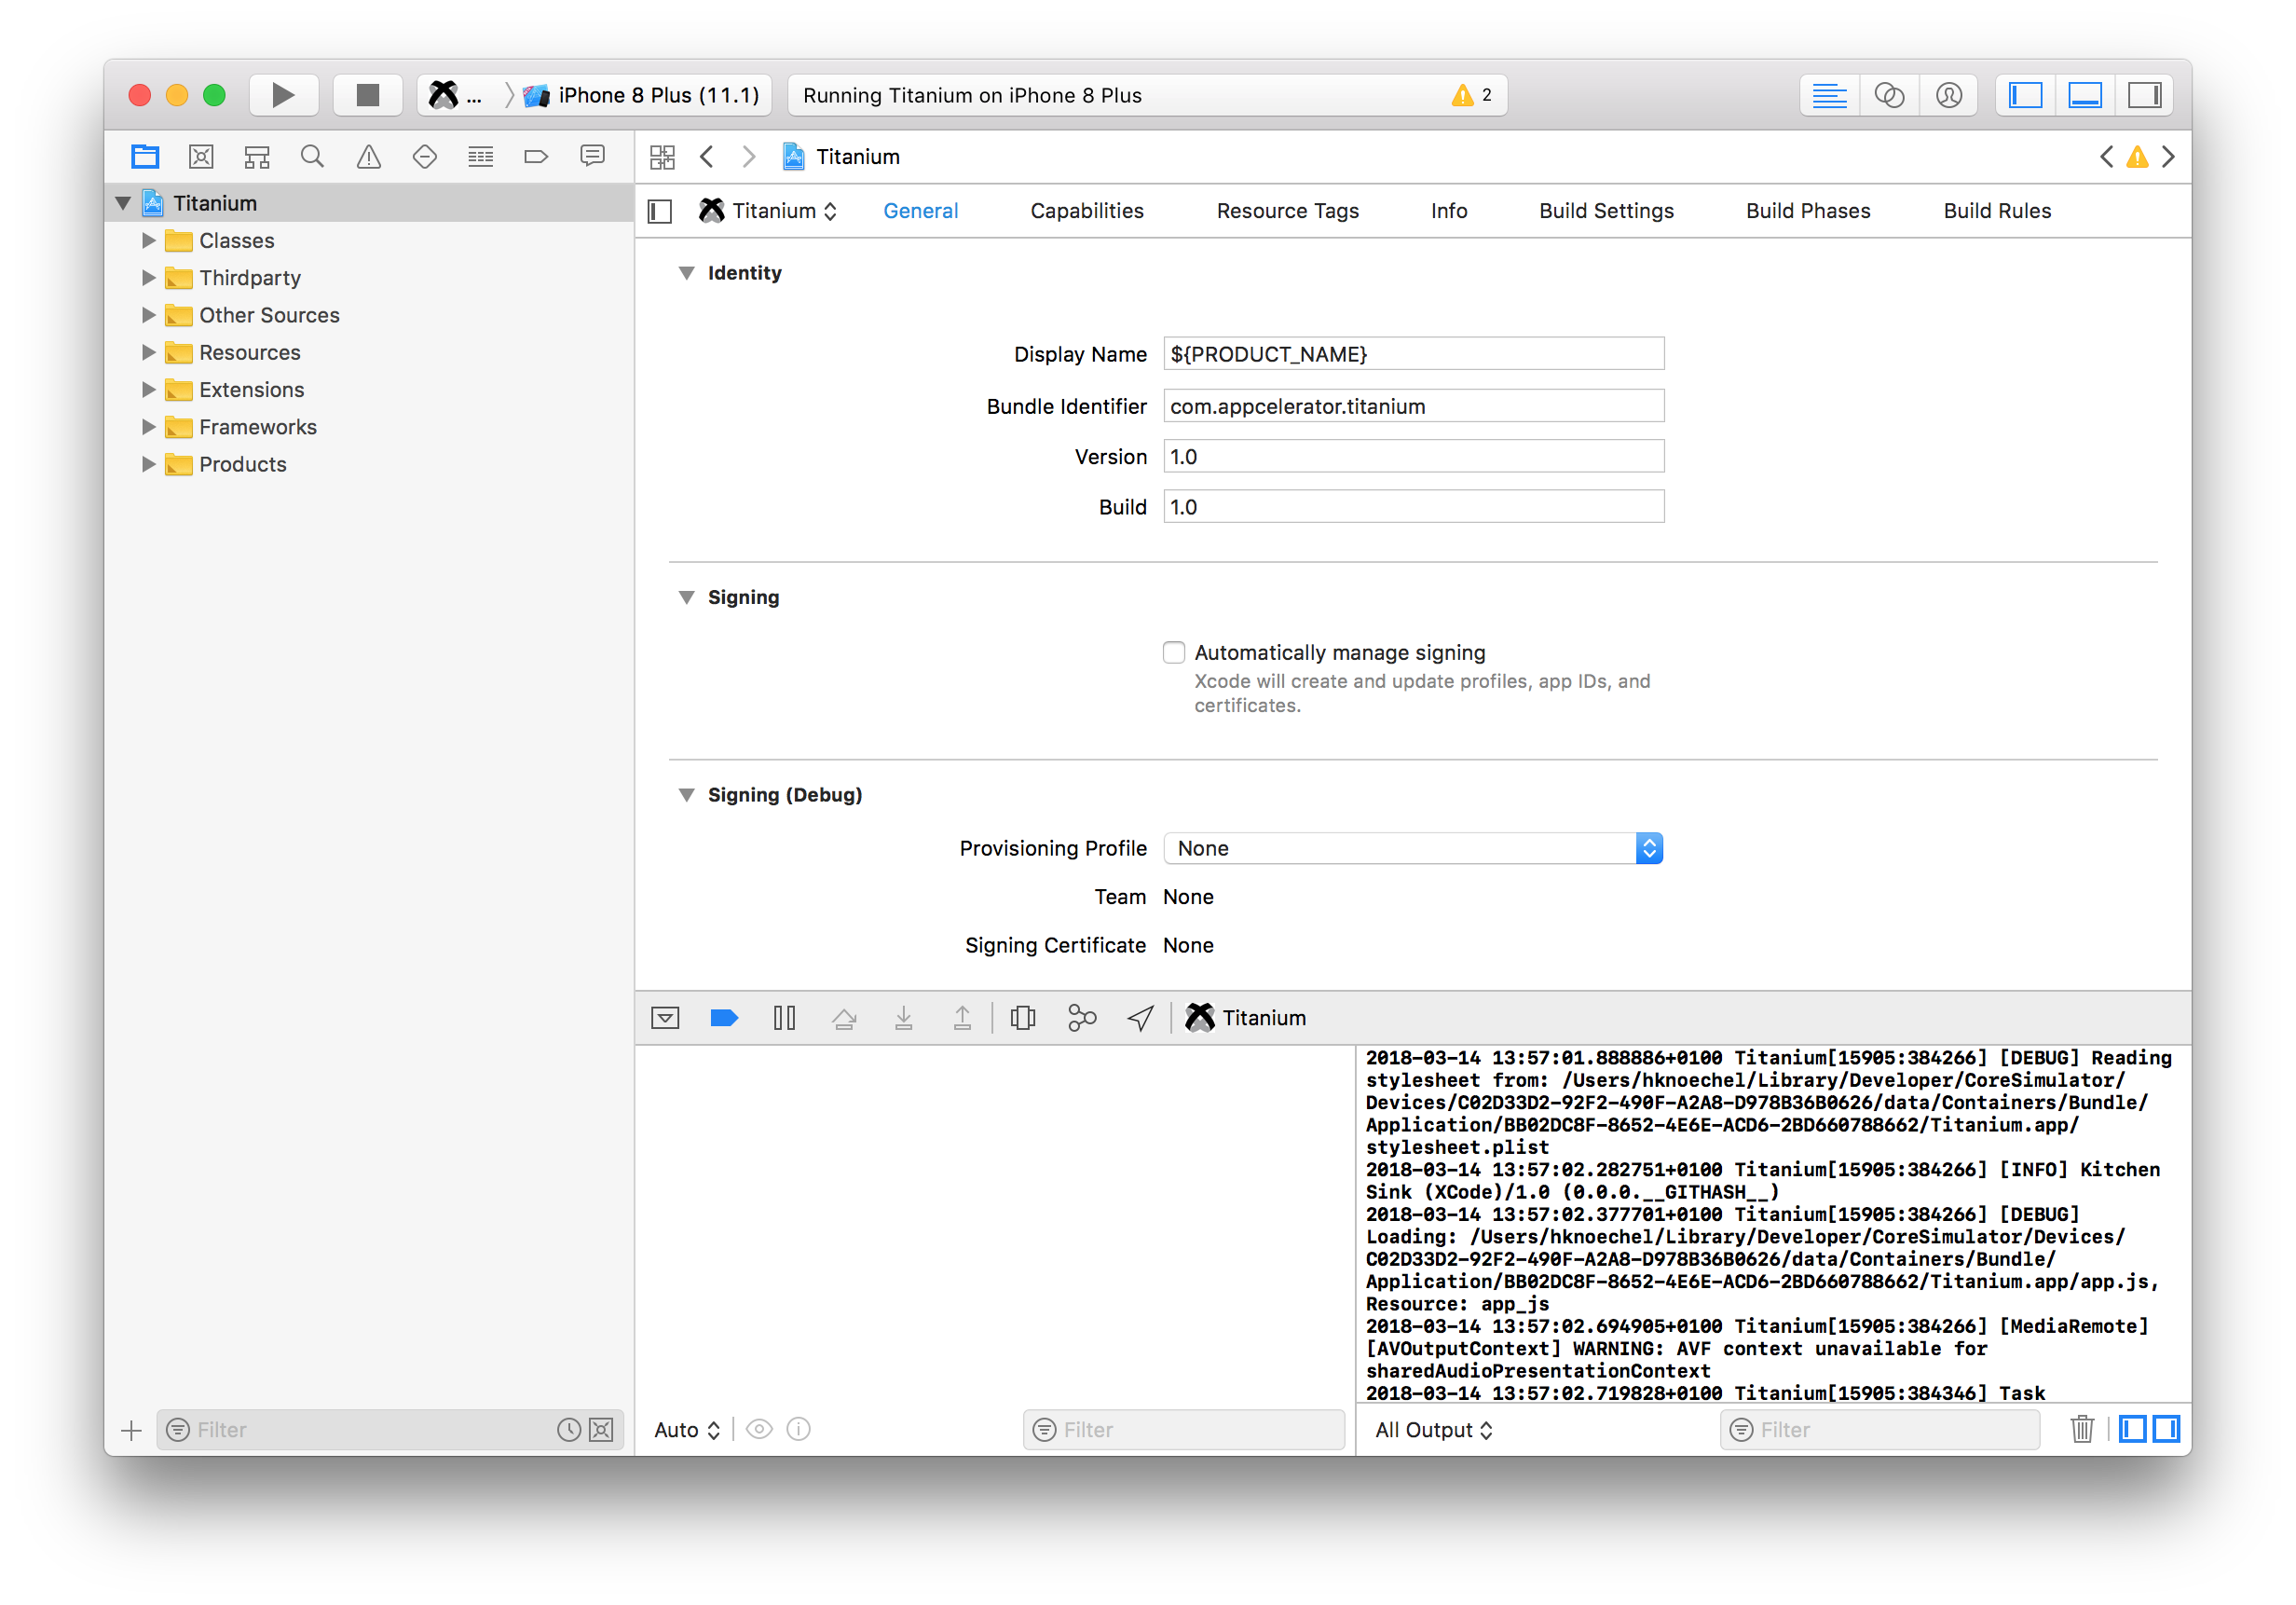 ... iPhone 8 Plus (11.1)
Running Titanium on iPhone 8 Plus
2
Titanium
Classes
Thirdparty
Other Sources
Resources
Extensions
Frameworks
Products
Filter
Titanium
Titanium
General
Capabilities
Resource Tags
Info
Build Settings
Build Phases
Build Rules
Identity
Display Name ${PRODUCT_NAME}
Bundle Identifier com.appcelerator.titanium
Version 1.0
Build 1.0
Signing
Automatically manage signing
Xcode will create and update profiles, app IDs, and
certificates.
Signing (Debug)
Provisioning Profile None
Team None
Signing Certificate None
Titanium
Auto
Filter
2018-03-14 13:57:01.888886+0100 Titanium[15905:384266] [DEBUG] Reading
stylesheet from: /Users/hknoechel/Library/Developer/CoreSimulator/
Devices/C02D33D2-92F2-490F-A2A8-D978B36B0626/data/Containers/Bundle/
Application/BB02DC8F-8652-4E6E-ACD6-2BD660788662/Titanium.app/
stylesheet.plist
2018-03-14 13:57:02.282751+0100 Titanium[15905:384266] [INFO] Kitchen
Sink (XCode)/1.0 (0.0.0.__GITHASH__)
2018-03-14 13:57:02.377701+0100 Titanium[15905:384266] [DEBUG]
Loading: /Users/hknoechel/Library/Developer/CoreSimulator/Devices/
C02D33D2-92F2-490F-A2A8-D978B36B0626/data/Containers/Bundle/
Application/BB02DC8F-8652-4E6E-ACD6-2BD660788662/Titanium.app/app.js,
Resource: app_js
2018-03-14 13:57:02.694905+0100 Titanium[15905:384266] [MediaRemote]
[AVOutputContext] WARNING: AVF context unavailable for
sharedAudioPresentationContext
2018-03-14 13:57:02.719828+0100 Titanium[15905:384346] Task
All Output
Filter